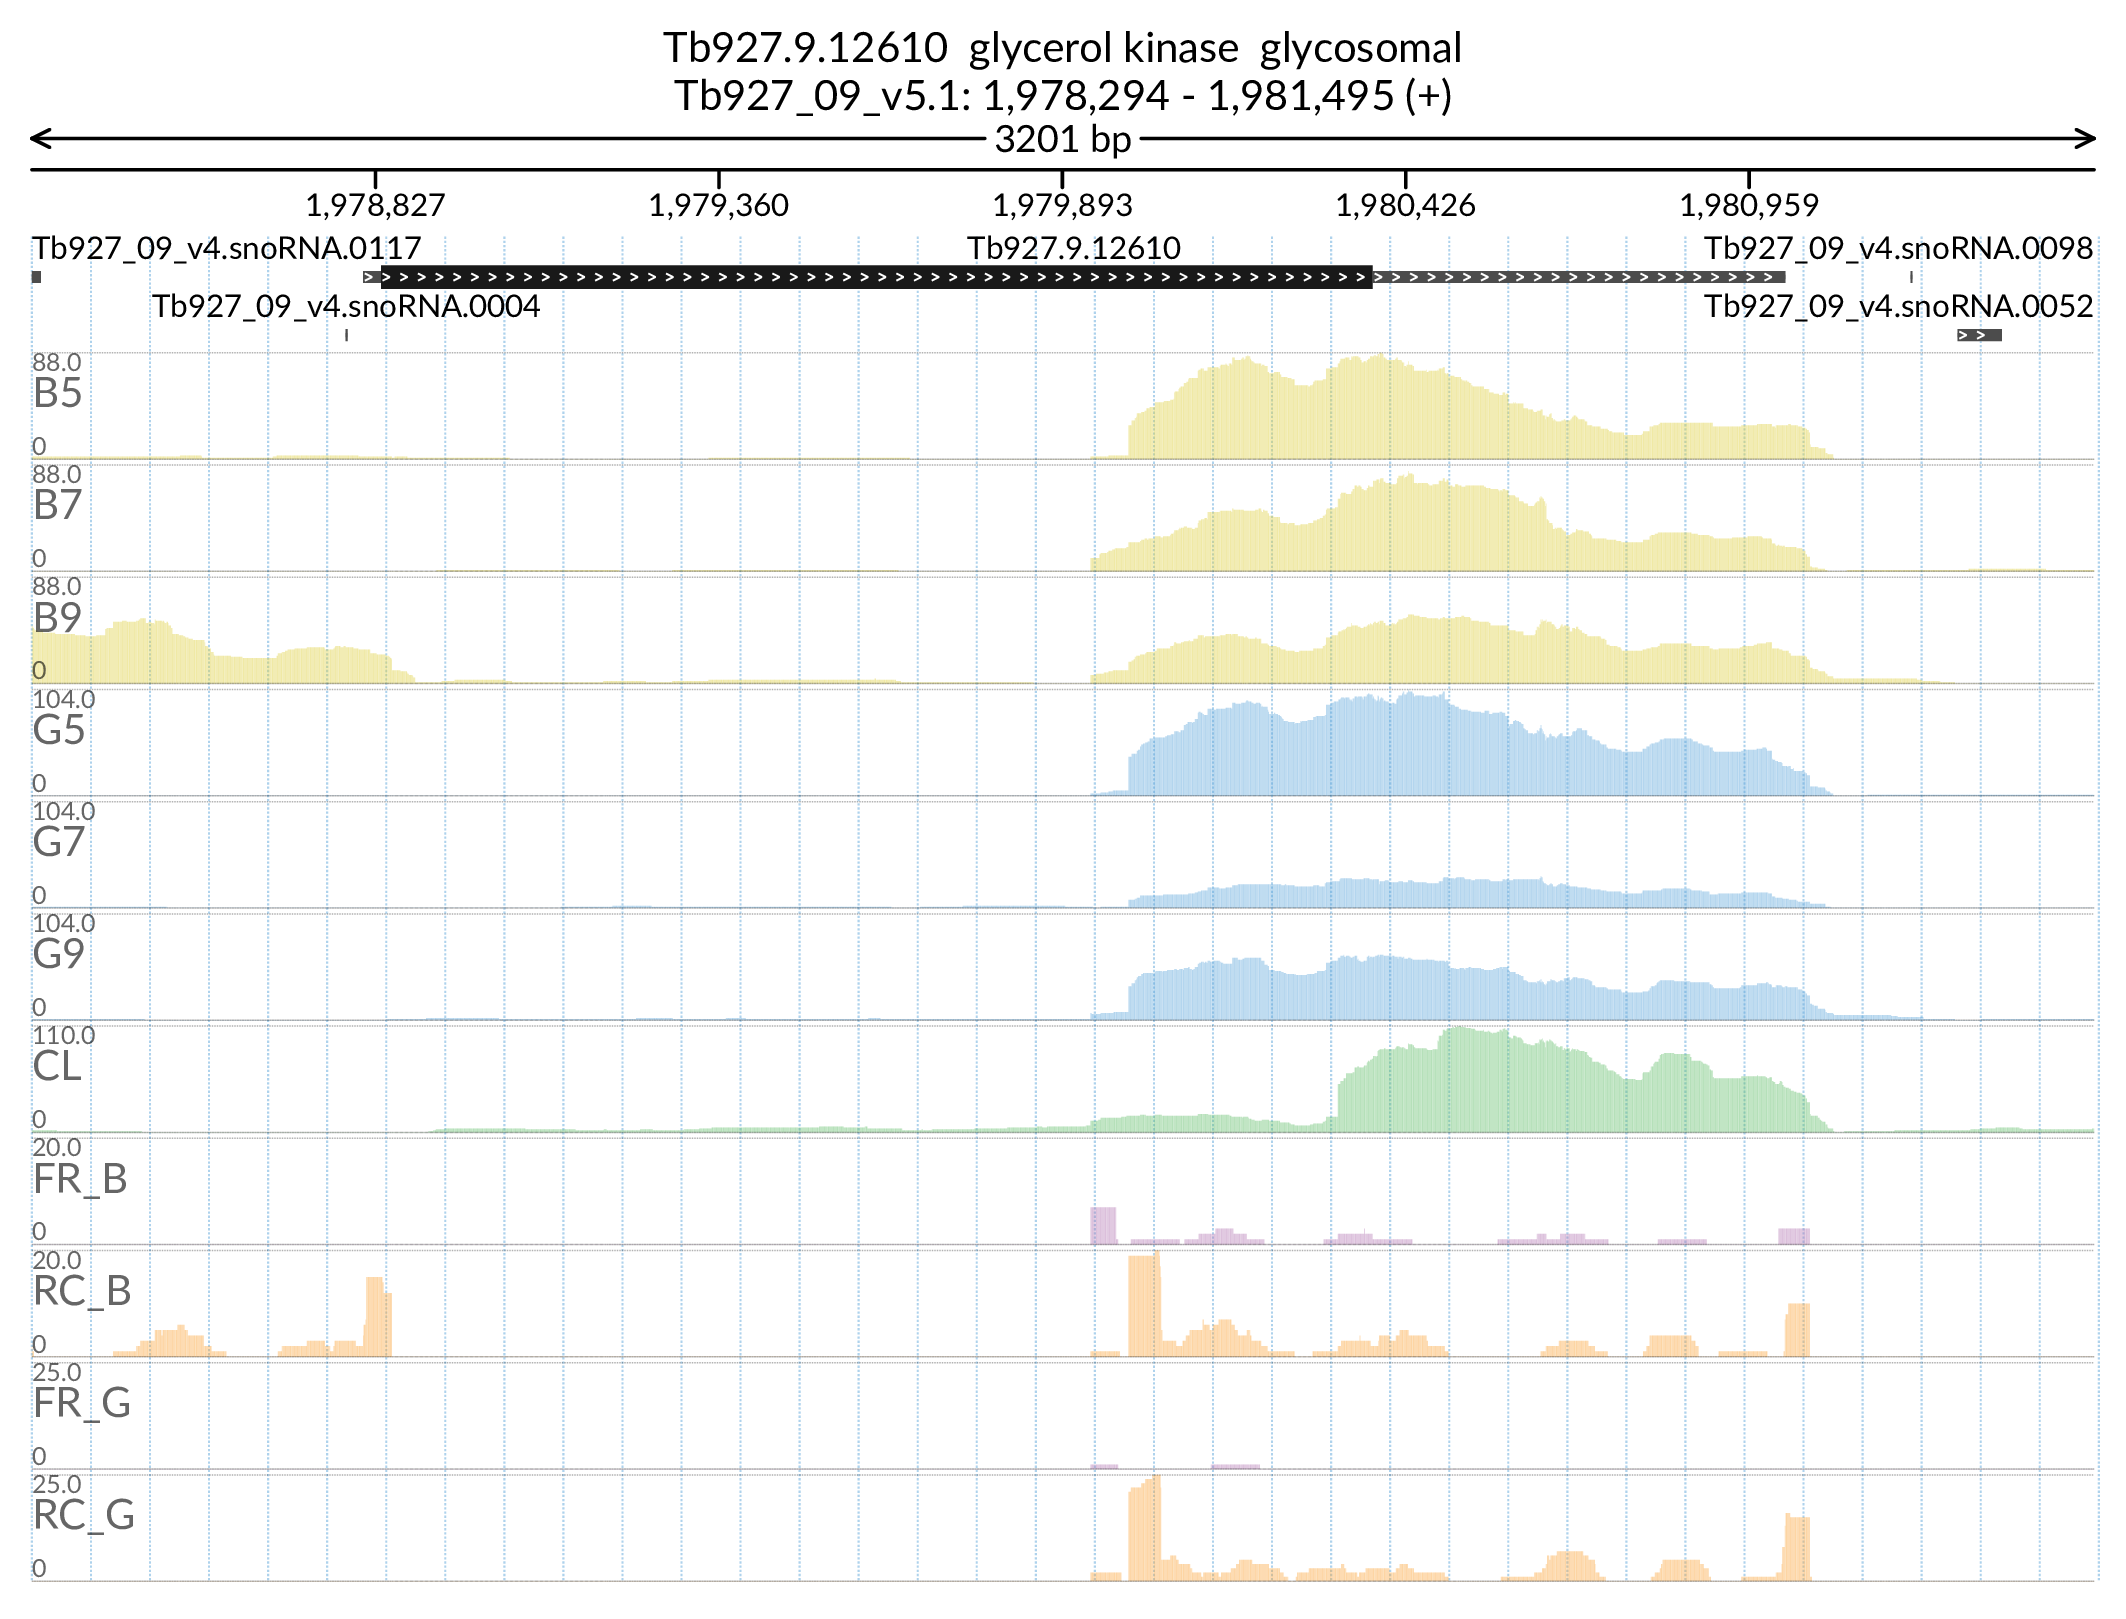 Tb927.9.12610  glycerol kinase  glycosomal
Tb927_09_v5.1: 1,978,294 - 1,981,495 (+)
3201 bp
1,978,827 1,979,360 1,979,893 1,980,426 1,980,959
Tb927_09_v4.snoRNA.0117 Tb927.9.12610 Tb927_09_v4.snoRNA.0098
Tb927_09_v4.snoRNA.0004 Tb927_09_v4.snoRNA.0052
88.0
B5
0
88.0
B7
0
88.0
B9
0
104.0
G5
0
104.0
G7
0
104.0
G9
0
110.0
CL
0
20.0
FR_B
0
20.0
RC_B
0
25.0
FR_G
0
25.0
RC_G
0